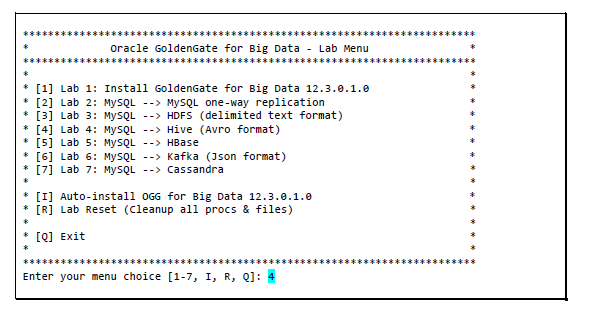 **************************************************************************
* Oracle GoldenGate for Big Data - Lab Menu *
**************************************************************************
* *
* [1] Lab 1: Install GoldenGate for Big Data 12.3.0.1.0 *
* [2] Lab 2: MySQL --> MySQL one-way replication *
* [3] Lab 3: MySQL --> HDFS (delimited text format) *
* [4] Lab 4: MySQL --> Hive (Avro format) *
* [5] Lab 5: MySQL --> HBase *
* [6] Lab 6: MySQL --> Kafka (Json format) *
* [7] Lab 7: MySQL --> Cassandra *
* *
* [I] Auto-install OGG for Big Data 12.3.0.1.0 *
* [R] Lab Reset (Cleanup all procs & files) *
* *
* [Q] Exit *
* *
**************************************************************************
Enter your menu choice [1-7, I, R, Q]: 4